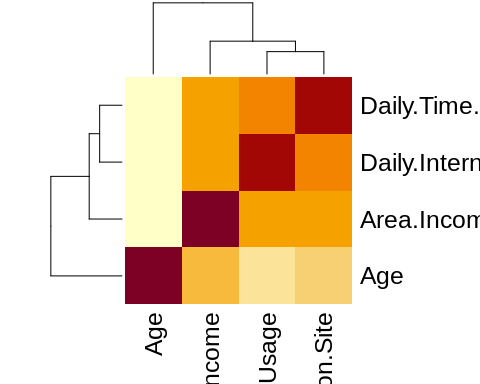 Daily.Time.
Daily.Intern
Area.Incom
Age
Age
ncome
Usage
on.Site